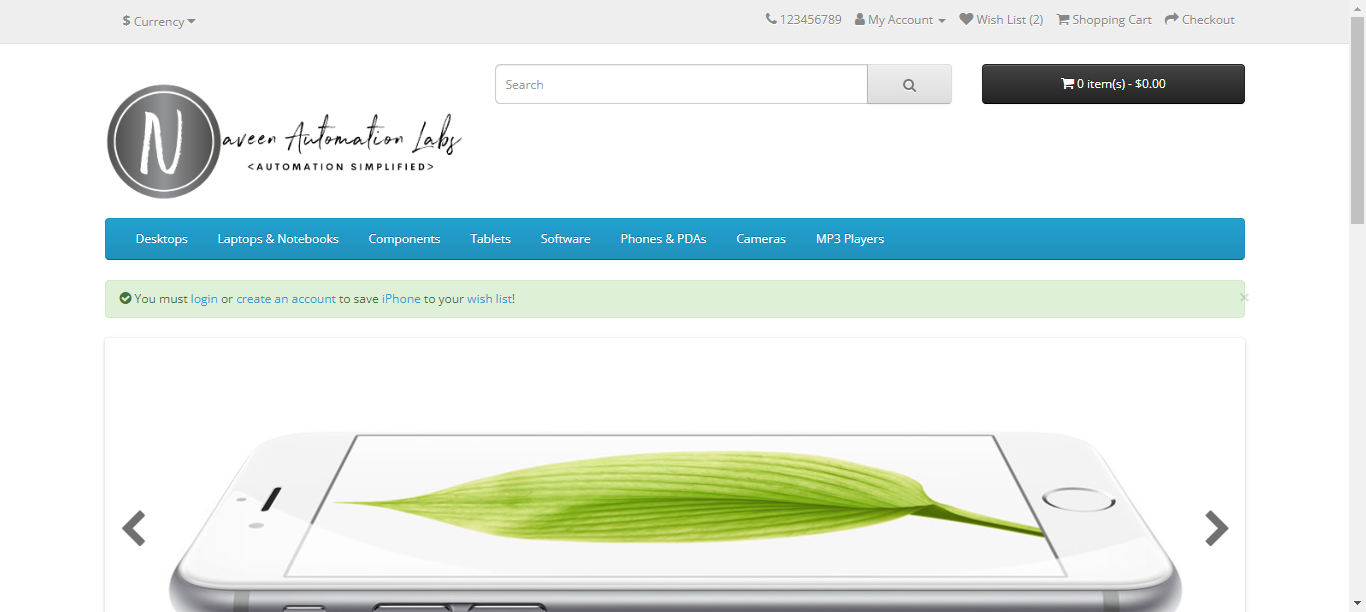 $ Currency
123456789 My Account Wish List (2) Shopping Cart Checkout
Search
0 item(s) - $0.00
N aveen Automation Labs
<AUTOMATION SIMPLIFIED>
Desktops Laptops & Notebooks Components Tablets Software Phones & PDAs Cameras MP3 Players
You must login or create an account to save iPhone to your wish list! ×